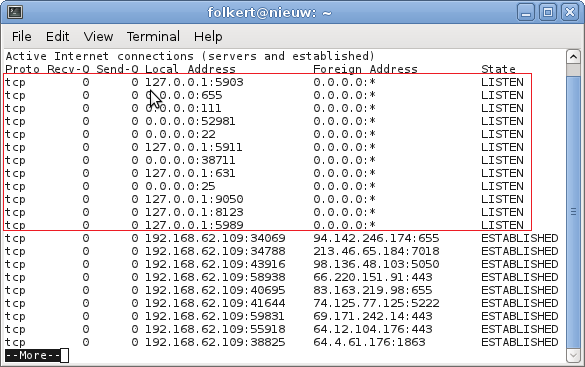 folkert@nieuw: ~
File Edit View Terminal Help
Active Internet connections (servers and established)
Proto Recv-Q Send-Q Local Address Foreign Address State
tcp 0 0 127.0.0.1:5903 0.0.0.0:* LISTEN
tcp 0 0 0.0.0.0:655 0.0.0.0:* LISTEN
tcp 0 0 0.0.0.0:111 0.0.0.0:* LISTEN
tcp 0 0 0.0.0.0:52981 0.0.0.0:* LISTEN
tcp 0 0 0.0.0.0:22 0.0.0.0:* LISTEN
tcp 0 0 127.0.0.1:5911 0.0.0.0:* LISTEN
tcp 0 0 0.0.0.0:38711 0.0.0.0:* LISTEN
tcp 0 0 127.0.0.1:631 0.0.0.0:* LISTEN
tcp 0 0 0.0.0.0:25 0.0.0.0:* LISTEN
tcp 0 0 127.0.0.1:9050 0.0.0.0:* LISTEN
tcp 0 0 127.0.0.1:8123 0.0.0.0:* LISTEN
tcp 0 0 127.0.0.1:5989 0.0.0.0:* LISTEN
tcp 0 0 192.168.62.109:34069 94.142.246.174:655 ESTABLISHED
tcp 0 0 192.168.62.109:34788 213.46.65.184:7018 ESTABLISHED
tcp 0 0 192.168.62.109:43916 98.136.48.103:5050 ESTABLISHED
tcp 0 0 192.168.62.109:58938 66.220.151.91:443 ESTABLISHED
tcp 0 0 192.168.62.109:40695 83.163.219.98:655 ESTABLISHED
tcp 0 0 192.168.62.109:41644 74.125.77.125:5222 ESTABLISHED
tcp 0 0 192.168.62.109:59831 69.171.242.14:443 ESTABLISHED
tcp 0 0 192.168.62.109:55918 64.12.104.176:443 ESTABLISHED
tcp 0 0 192.168.62.109:38825 64.4.61.176:1863 ESTABLISHED
--More--